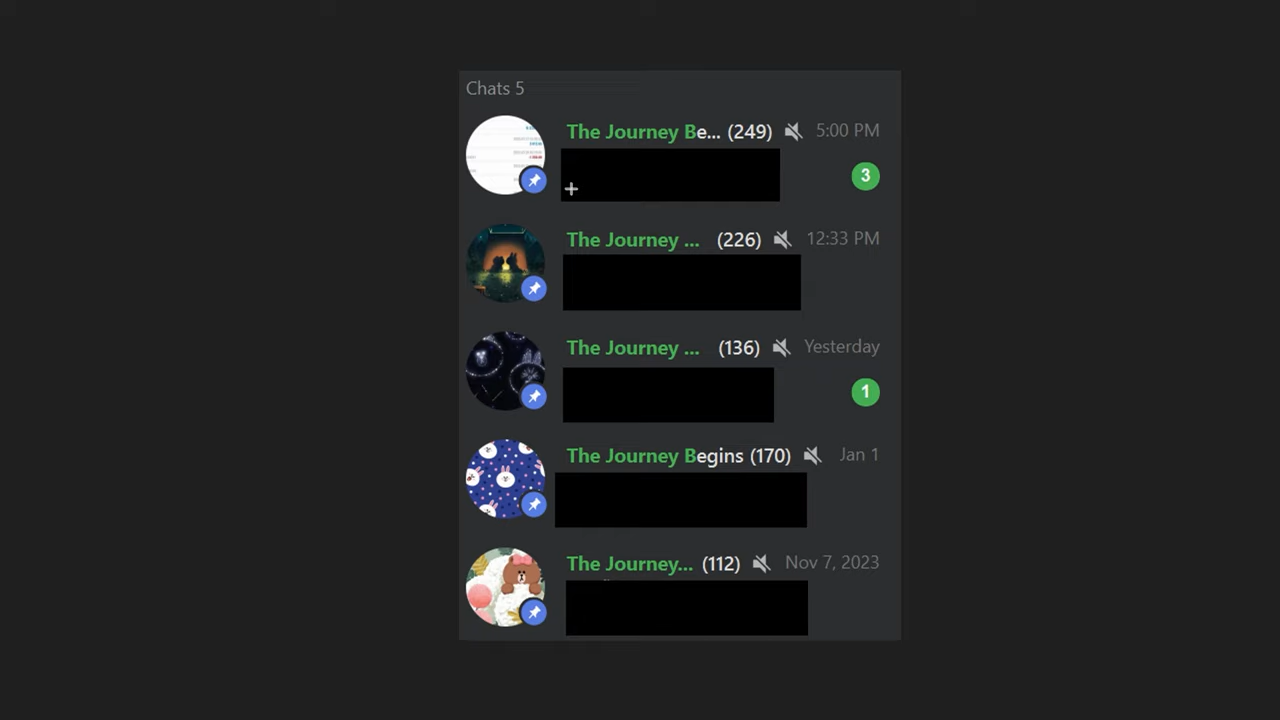 Chats 5
The Journey Be... (249) 5:00 PM
3
The Journey ... (226) 12:33 PM
The Journey ... (136) Yesterday
1
The Journey Begins (170) Jan 1
The Journey... (112) Nov 7, 2023